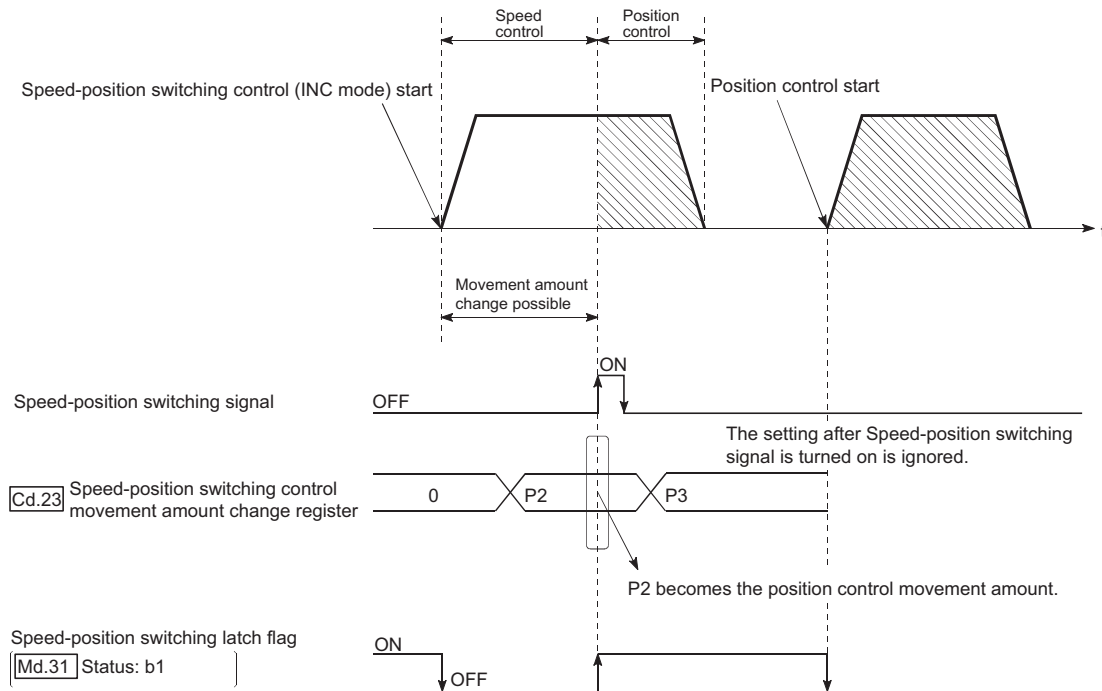 Speed
control
Position
control
Speed-position switching control (INC mode) start
Position control start
Movement amount
change possible
ON
Speed-position switching signal
OFF
The setting after Speed-position switching
signal is turned on is ignored.
Cd.23 Speed-position switching control
movement amount change register
0
P2
P3
P2 becomes the position control movement amount.
Speed-position switching latch flag
Md.31 Status: b1
ON
OFF